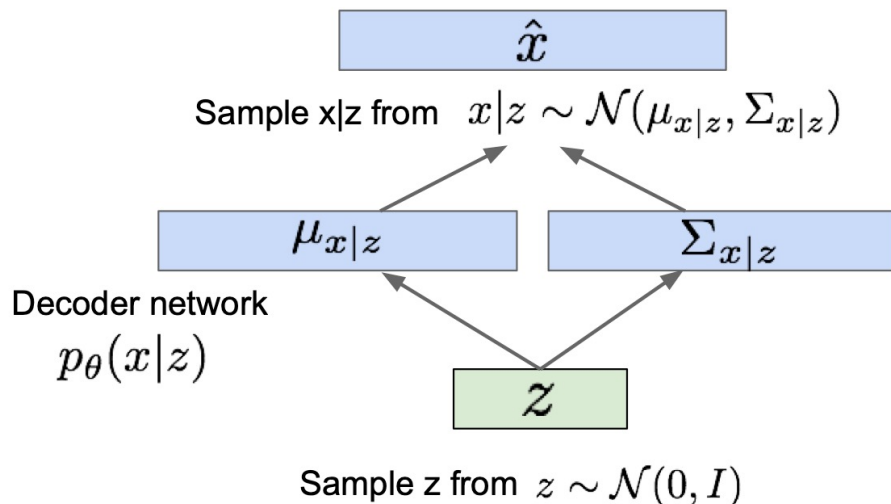 x̂
Sample x|z from x|z ∼ 𝒩(μ_{x|z}, Σ_{x|z})
μ_{x|z} Σ_{x|z}
Decoder network
p_θ(x|z)
z
Sample z from z ∼ 𝒩(0, I)